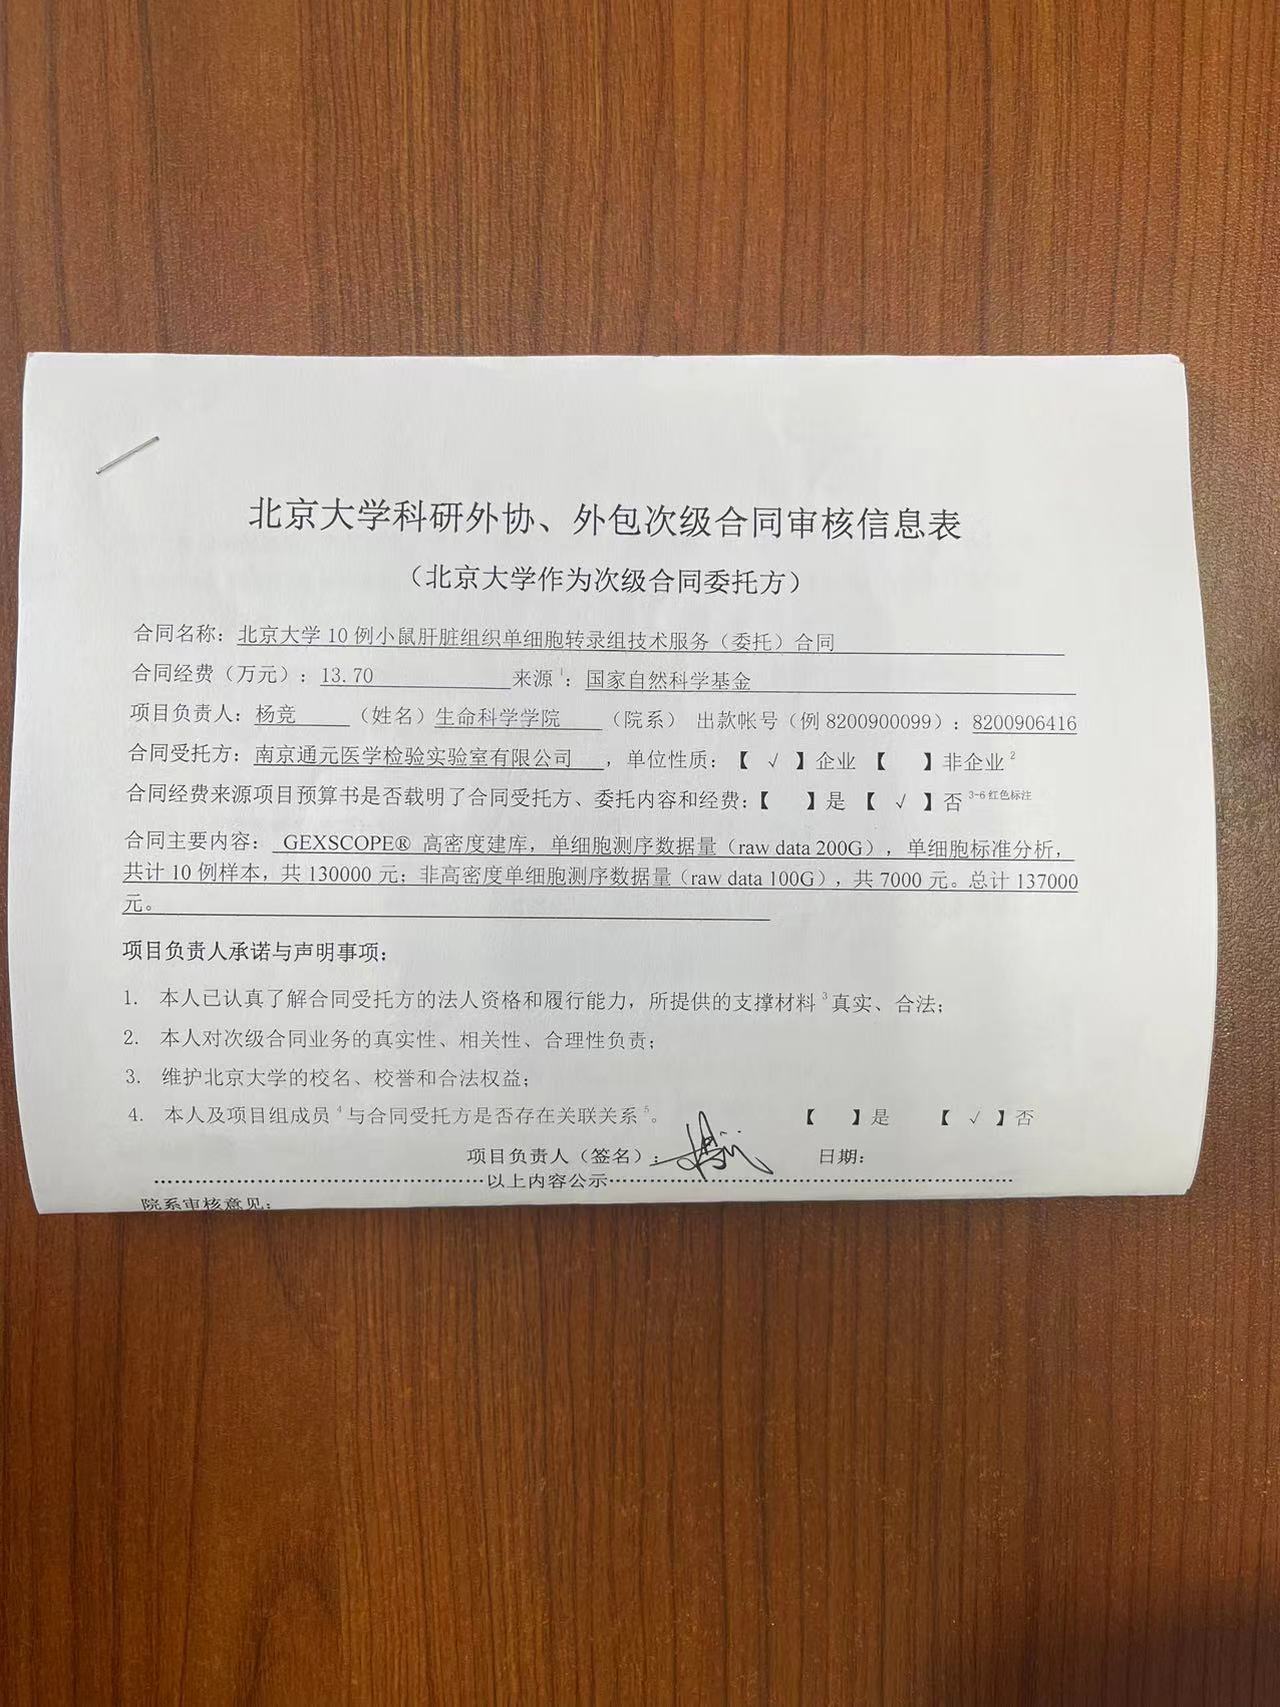 北京大学科研外协、外包次级合同审核信息表
（北京大学作为次级合同委托方）
合同名称：北京大学10例小鼠肝脏组织单细胞转录组技术服务（委托）合同
合同经费（万元）：13.70 来源1：国家自然科学基金
项目负责人：杨竞（姓名）生命科学学院（院系） 出款帐号（例8200900099）：8200906416
合同受托方：南京通元医学检验实验室有限公司，单位性质：【 √ 】企业【 】非企业2
合同经费来源项目预算书是否载明了合同受托方、委托内容和经费：【 】是【 √ 】否3-6红色标注
合同主要内容： GEXSCOPE® 高密度建库，单细胞测序数据量（raw data 200G），单细胞标准分析，
共计10例样本，共130000元；非高密度单细胞测序数据量（raw data 100G），共7000元。总计137000
元。
项目负责人承诺与声明事项：
1. 本人已认真了解合同受托方的法人资格和履行能力，所提供的支撑材料3真实、合法；
2. 本人对次级合同业务的真实性、相关性、合理性负责；
3. 维护北京大学的校名、校誉和合法权益；
4. 本人及项目组成员4与合同受托方是否存在关联关系5。 【 】是 【 √ 】否
项目负责人（签名）： 日期：
以上内容公示
院系审核意见：